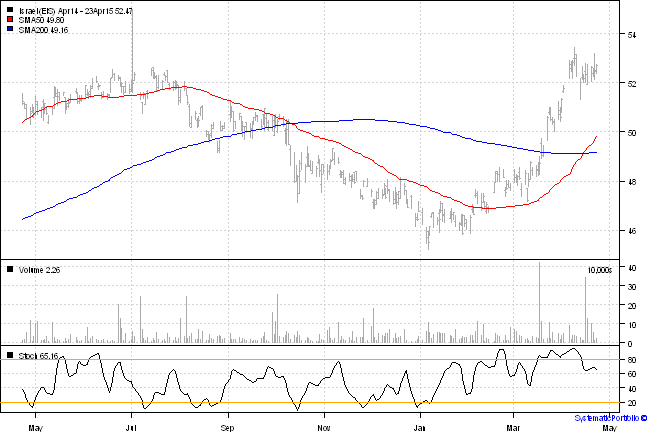 Israel(EIS) Apr14 - 23Apr15 52.47
SMA50 49.80
SMA200 49.16
54
52
50
48
46
Volume 2.26
10,000s
40
30
20
10
0
Stoch 65.16
80
60
40
20
May Jul Sep Nov Jan Mar May
SystematicPortfolio ©